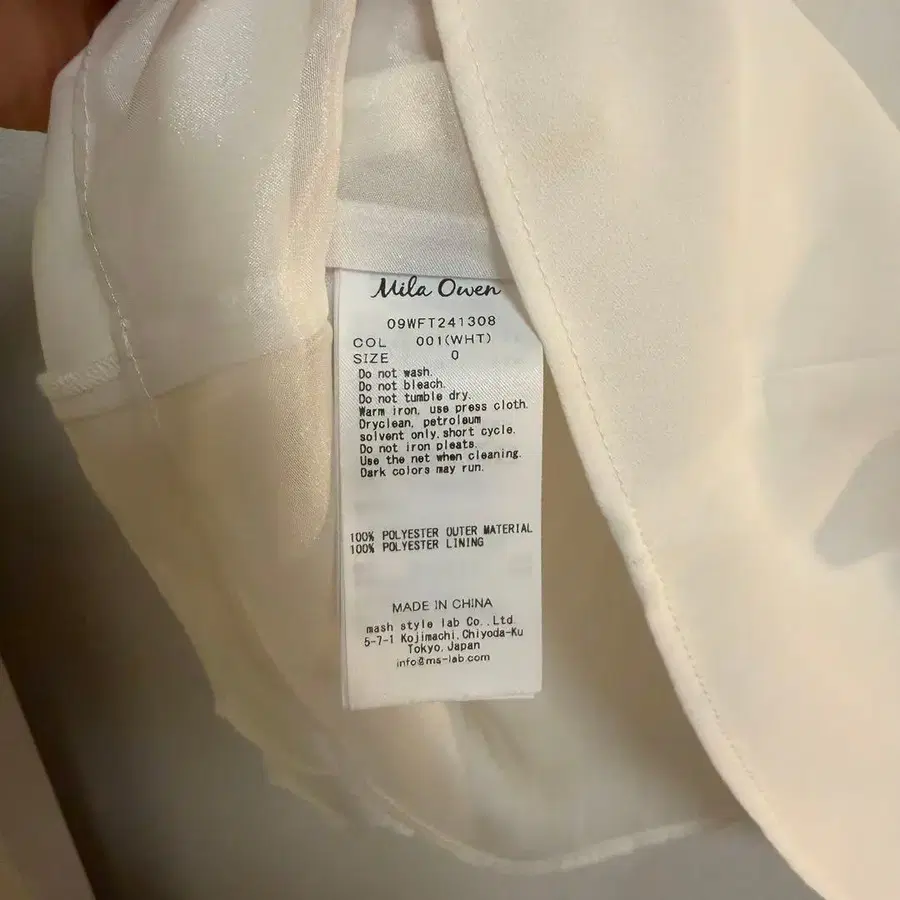 Mila Owen
09WFT241308
COL 001(WHT)
SIZE 0
Do not wash.
Do not bleach.
Do not tumble dry.
Warm iron, use press cloth.
Dryclean, petroleum
solvent only, short cycle.
Do not iron pleats.
Use the net when cleaning.
Dark colors may run.
100% POLYESTER OUTER MATERIAL
100% POLYESTER LINING
MADE IN CHINA
mash style lab Co., Ltd.
5-7-1 Kojimachi, Chiyoda-Ku
Tokyo, Japan
info@ms-lab.com